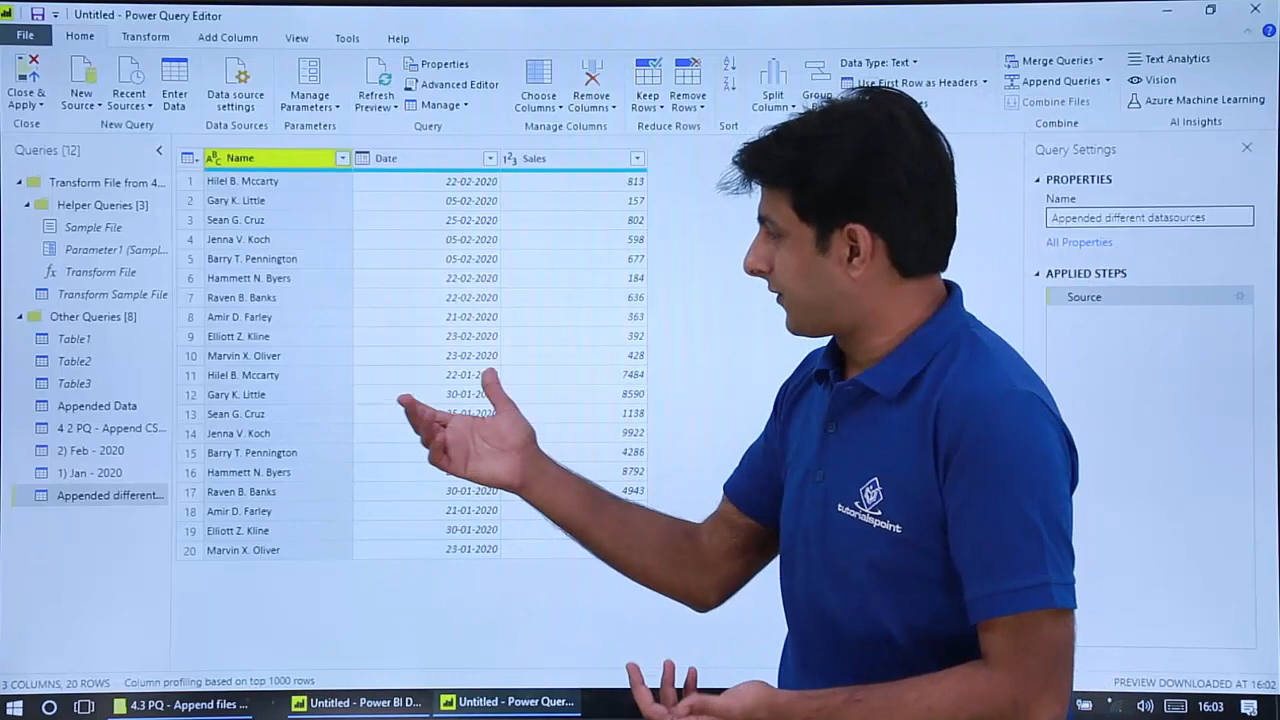 Untitled - Power Query Editor
File
Home
Transform
Add Column
View
Tools
Help
Close &
Apply
Close
New
Source
Recent
Sources
Enter
Data
New Query
Data source
settings
Data Sources
Manage
Parameters
Parameters
Refresh
Preview
Properties
Advanced Editor
Manage
Query
Choose
Columns
Remove
Columns
Manage Columns
Keep
Rows
Remove
Rows
Reduce Rows
Sort
Split
Column
Group
Data Type: Text
Use First Row as Headers
Merge Queries
Append Queries
Combine Files
Combine
Text Analytics
Vision
Azure Machine Learning
AI Insights
Queries [12]
Transform File from 4...
Helper Queries [3]
Sample File
Parameter1 (Sampl...
fx Transform File
Transform Sample File
Other Queries [8]
Table1
Table2
Table3
Appended Data
4 2 PQ - Append CS...
2) Feb - 2020
1) Jan - 2020
Appended different...
ABC Name Date 123 Sales
1 Hilel B. Mccarty 22-02-2020 813
2 Gary K. Little 05-02-2020 157
3 Sean G. Cruz 25-02-2020 802
4 Jenna V. Koch 05-02-2020 598
5 Barry T. Pennington 05-02-2020 677
6 Hammett N. Byers 22-02-2020 184
7 Raven B. Banks 22-02-2020 636
8 Amir D. Farley 21-02-2020 363
9 Elliott Z. Kline 23-02-2020 392
10 Marvin X. Oliver 23-02-2020 428
11 Hilel B. Mccarty 22-01-20 7484
12 Gary K. Little 30-01-20 8590
13 Sean G. Cruz 25-01-2020 1138
14 Jenna V. Koch 9922
15 Barry T. Pennington 4286
16 Hammett N. Byers 8792
17 Raven B. Banks 30-01-2020 4943
18 Amir D. Farley 21-01-2020
19 Elliott Z. Kline 30-01-2020
20 Marvin X. Oliver 23-01-2020
Query Settings
PROPERTIES
Name
Appended different datasources
All Properties
APPLIED STEPS
Source
tutorialspoint
3 COLUMNS, 20 ROWS
Column profiling based on top 1000 rows
PREVIEW DOWNLOADED AT 16:02
4.3 PQ - Append files ...
Untitled - Power BI D...
Untitled - Power Quer...
16:03